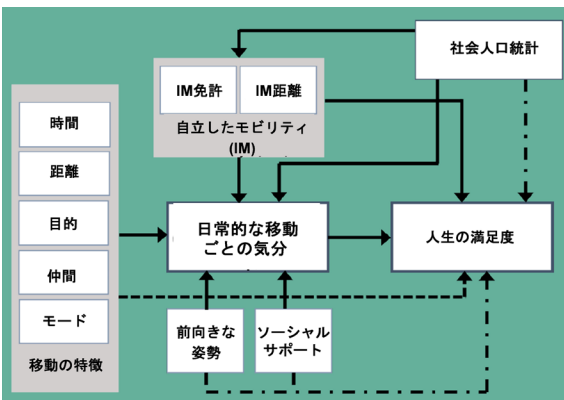 社会人口統計
IM免許
IM距離
自立したモビリティ
(IM)
時間
距離
目的
仲間
モード
移動の特徴
日常的な移動
ごとの気分
人生の満足度
前向きな
姿勢
ソーシャル
サポート